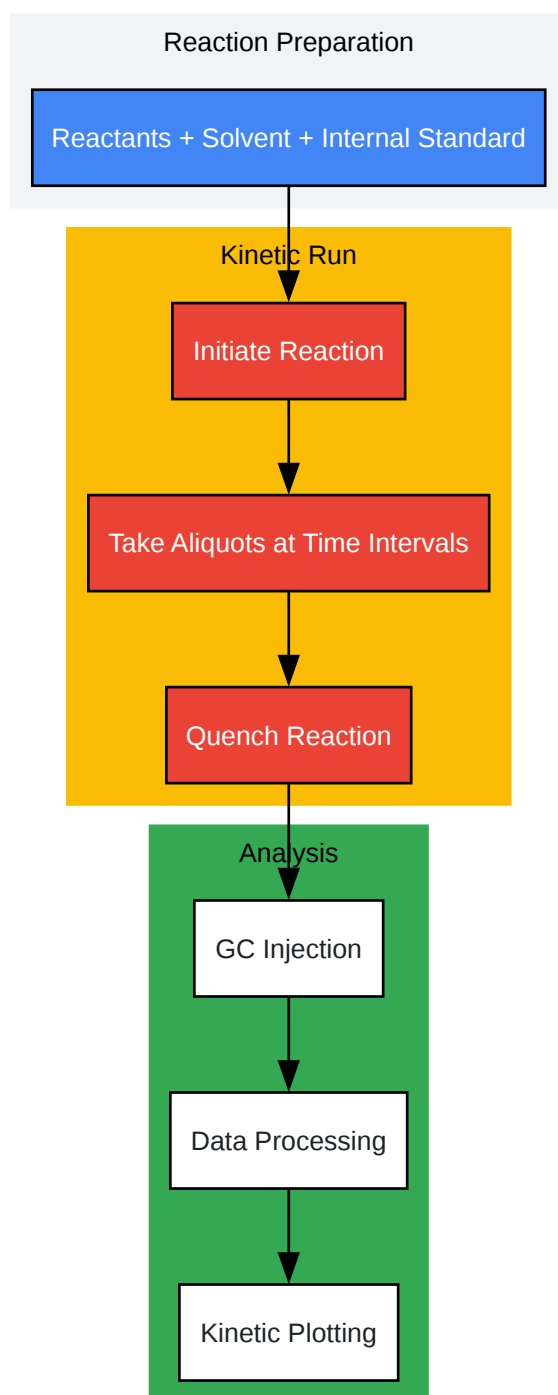 Reaction Preparation
Reactants + Solvent + Internal Standard
Kinetic Run
Initiate Reaction
Take Aliquots at Time Intervals
Quench Reaction
Analysis
GC Injection
Data Processing
Kinetic Plotting